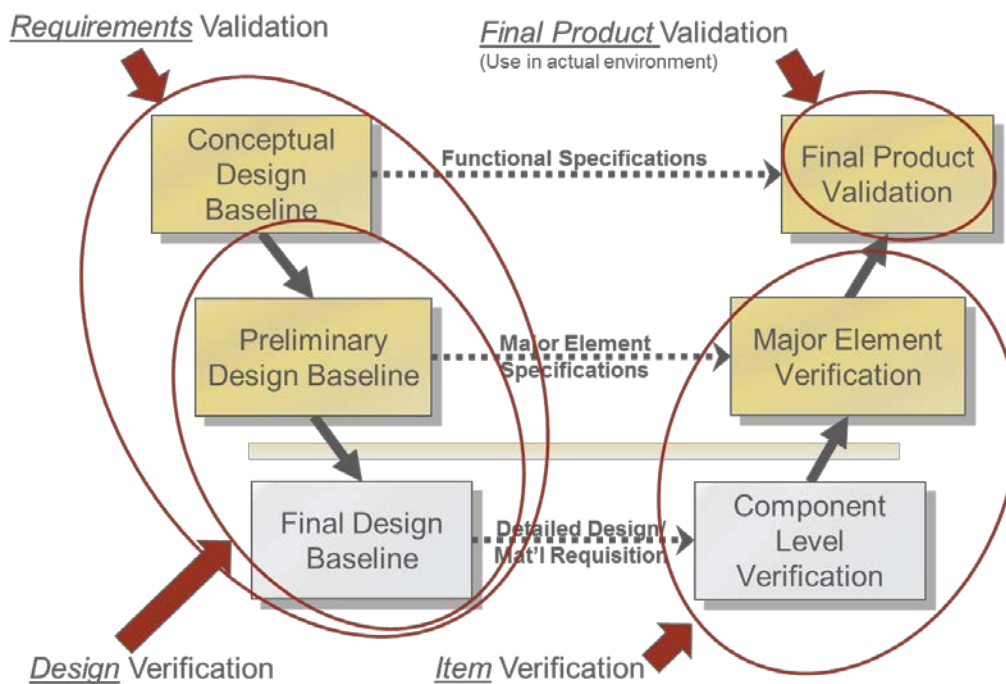 Requirements Validation
Final Product Validation
(Use in actual environment)
Conceptual
Design
Baseline
Functional Specifications
Final Product
Validation
Preliminary
Design Baseline
Major Element
Specifications
Major Element
Verification
Final Design
Baseline
Detailed Design/
Mat'l Requisition
Component
Level
Verification
Design Verification
Item Verification